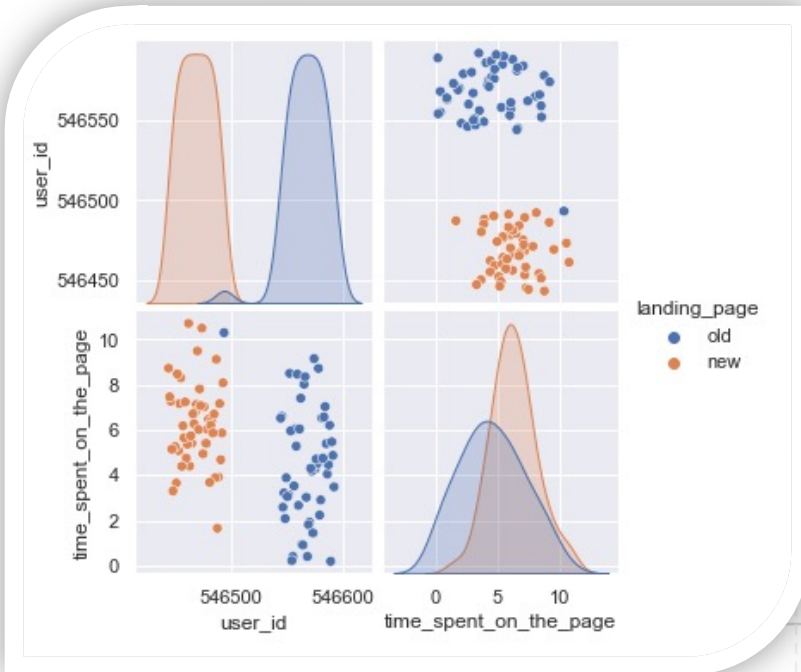 user_id
546550
546500
546450
time_spent_on_the_page
10
8
6
4
2
0
546500 546600
user_id
0 5 10
time_spent_on_the_page
landing_page
old
new